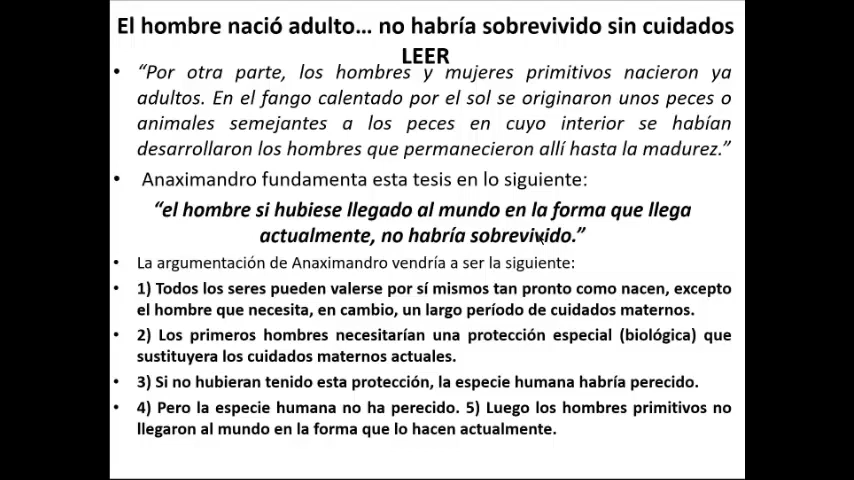 El hombre nació adulto... no habría sobrevivido sin cuidados
LEER
• “Por otra parte, los hombres y mujeres primitivos nacieron ya
adultos. En el fango calentado por el sol se originaron unos peces o
animales semejantes a los peces en cuyo interior se habían
desarrollaron los hombres que permanecieron allí hasta la madurez.”
• Anaximandro fundamenta esta tesis en lo siguiente:
“el hombre si hubiese llegado al mundo en la forma que llega
actualmente, no habría sobrevivido.”
• La argumentación de Anaximandro vendría a ser la siguiente:
• 1) Todos los seres pueden valerse por sí mismos tan pronto como nacen, excepto
el hombre que necesita, en cambio, un largo período de cuidados maternos.
• 2) Los primeros hombres necesitarían una protección especial (biológica) que
sustituyera los cuidados maternos actuales.
• 3) Si no hubieran tenido esta protección, la especie humana habría perecido.
• 4) Pero la especie humana no ha perecido. 5) Luego los hombres primitivos no
llegaron al mundo en la forma que lo hacen actualmente.